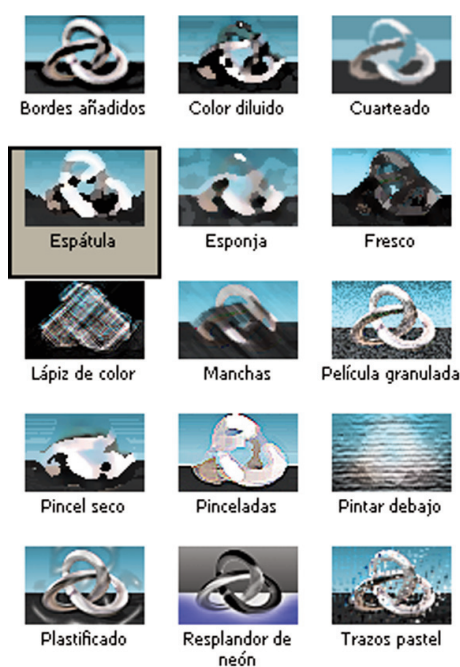 Bordes añadidos
Color diluido
Cuarteado
Espátula
Esponja
Fresco
Lápiz de color
Manchas
Película granulada
Pincel seco
Pinceladas
Pintar debajo
Plastificado
Resplandor de
neón
Trazos pastel